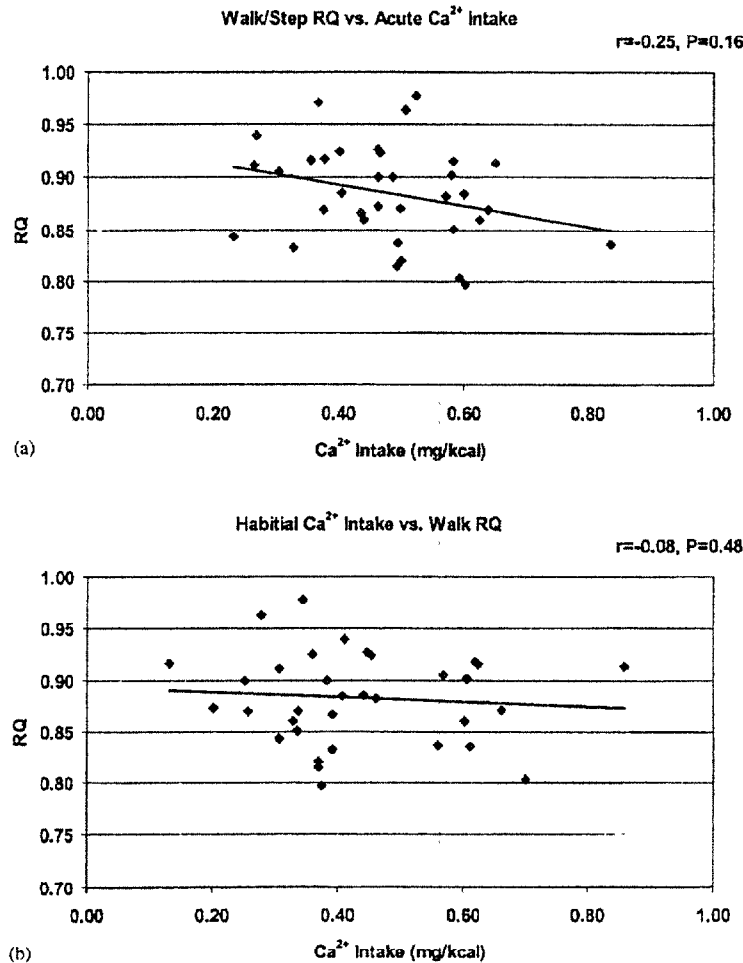 Walk/Step RQ vs. Acute Ca²⁺ Intake
r=-0.25, P=0.16
1.00
0.95
0.90
0.85
0.80
0.75
0.70
RQ
0.00 0.20 0.40 0.60 0.80 1.00
Ca²⁺ Intake (mg/kcal)
(a)
Habitial Ca²⁺ Intake vs. Walk RQ
r=-0.08, P=0.48
1.00
0.95
0.90
0.85
0.80
0.75
0.70
RQ
0.00 0.20 0.40 0.60 0.80 1.00
Ca²⁺ Intake (mg/kcal)
(b)